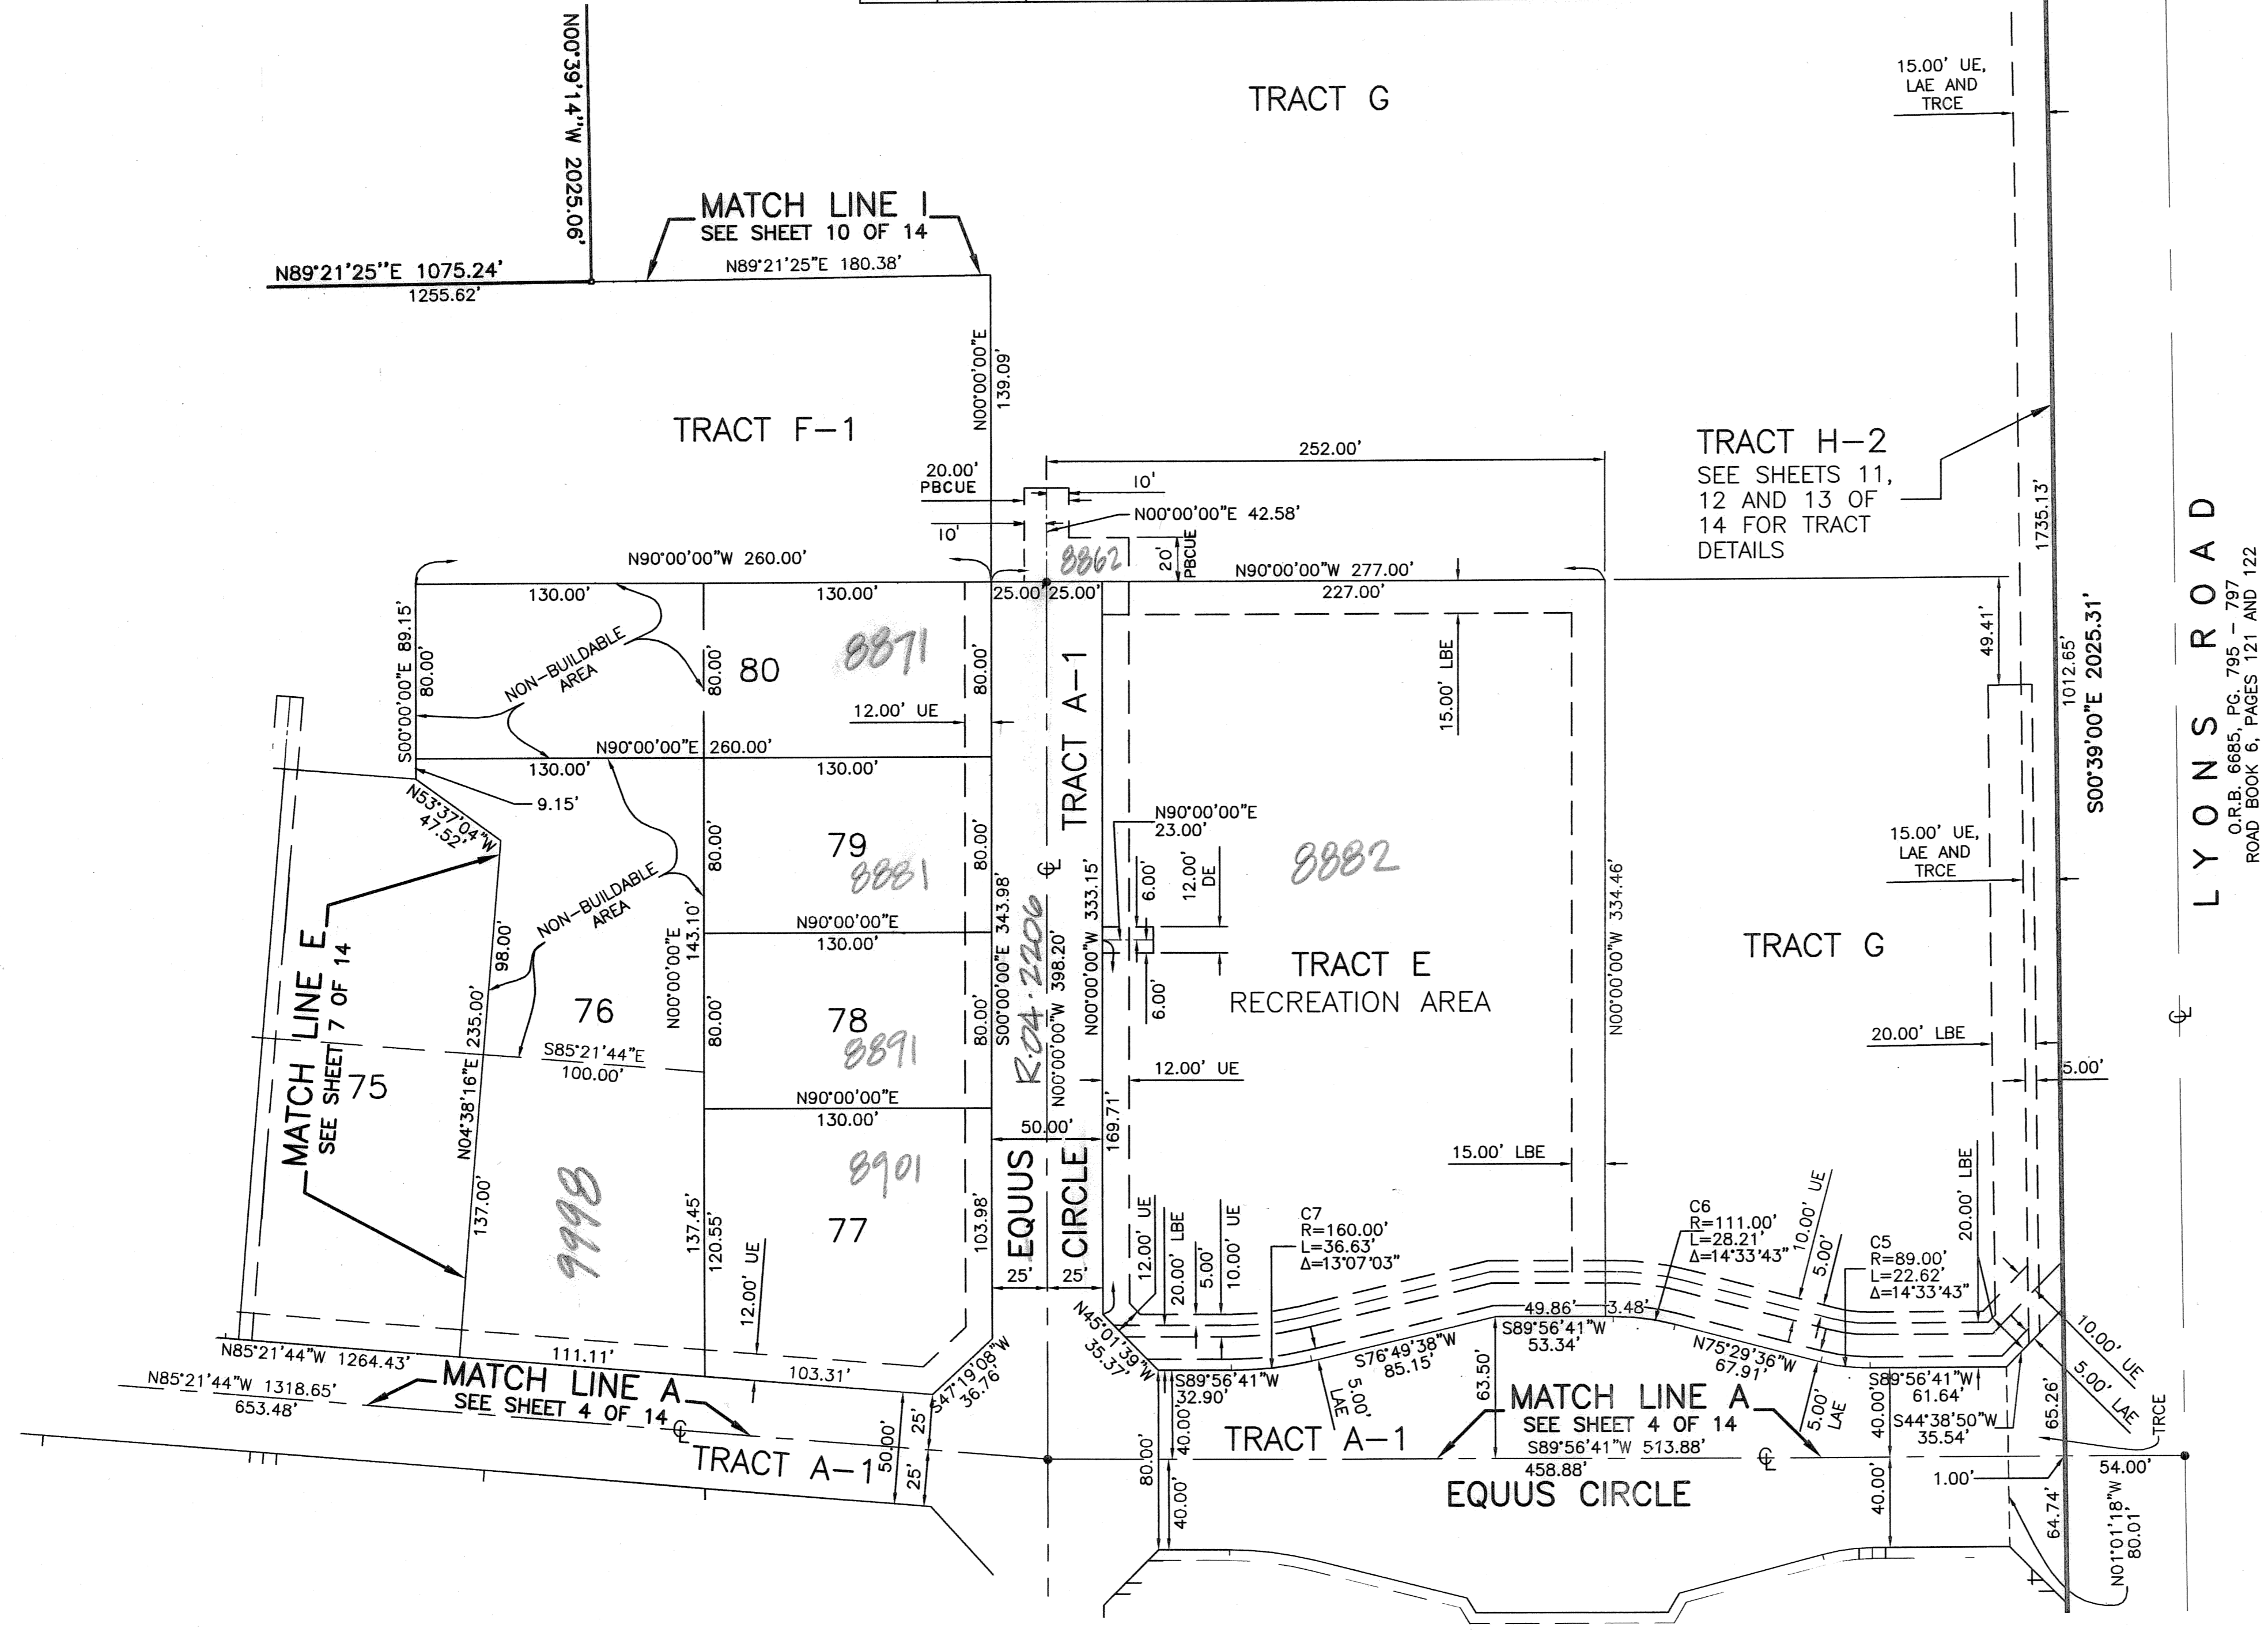 N00°39'14"W 2025.06'
TRACT G
15.00' UE,
LAE AND
TRCE
MATCH LINE I
SEE SHEET 10 OF 14
N89°21'25"E 180.38'
N89°21'25"E 1075.24'
1255.62'
N00°00'00"E
139.09'
TRACT F-1
252.00'
20.00'
PBCUE
10'
N00°00'00"E 42.58'
10'
8862
20'
PBCUE
TRACT H-2
SEE SHEETS 11,
12 AND 13 OF
14 FOR TRACT
DETAILS
1735.13'
N90°00'00"W 260.00'
N90°00'00"W 277.00'
130.00'
130.00'
25.00'
25.00'
227.00'
S00°00'00"E 89.15'
80.00'
NON-BUILDABLE
AREA
80.00'
80
8871
80.00'
12.00' UE
TRACT A-1
15.00' LBE
49.41'
1012.65'
S00°39'00"E 2025.31'
LYONS ROAD
O.R.B. 6685, PG. 795 - 797
ROAD BOOK 6, PAGES 121 AND 122
N90°00'00"E 260.00'
130.00'
130.00'
9.15'
N53°37'04"W
47.52'
80.00'
79
8881
80.00'
N90°00'00"E
23.00'
6.00'
12.00'
DE
8882
15.00' UE,
LAE AND
TRCE
NON-BUILDABLE
AREA
MATCH LINE E
SEE SHEET 7 OF 14
98.00'
N04°38'16"E 235.00'
N00°00'00"E
143.10'
N90°00'00"E
130.00'
S00°00'00"E 343.98'
R-04-2206
N00°00'00"W 398.20'
℄
N00°00'00"W 333.15'
6.00'
TRACT E
RECREATION AREA
N00°00'00"W 334.46'
TRACT G
76
80.00'
78
8891
80.00'
S85°21'44"E
100.00'
75
12.00' UE
20.00' LBE
5.00'
℄
N90°00'00"E
130.00'
50.00'
169.71'
15.00' LBE
9998
137.00'
137.45'
120.55'
8901
77
103.98'
EQUUS
CIRCLE
25'
25'
12.00' UE
12.00' UE
20.00' LBE
5.00'
10.00' UE
C7
R=160.00'
L=36.63'
Δ=13°07'03"
C6
R=111.00'
L=28.21'
Δ=14°33'43"
10.00' UE
5.00'
C5
R=89.00'
L=22.62'
Δ=14°33'43"
20.00' LBE
N45°01'39"W
35.37'
49.86'
3.48'
S89°56'41"W
53.34'
S76°49'38"W
85.15'
N75°29'36"W
67.91'
10.00' UE
5.00' LAE
N85°21'44"W 1264.43'
111.11'
103.31'
S47°19'08"W
36.76'
S89°56'41"W
32.90'
5.00'
LAE
63.50'
5.00'
LAE
S89°56'41"W
61.64'
S44°38'50"W
35.54'
65.26'
TRCE
N85°21'44"W 1318.65'
653.48'
MATCH LINE A
SEE SHEET 4 OF 14
℄
TRACT A-1
50.00'
25'
25'
80.00'
40.00'
40.00'
TRACT A-1
MATCH LINE A
SEE SHEET 4 OF 14
S89°56'41"W 513.88'
458.88'
℄
EQUUS CIRCLE
40.00'
40.00'
1.00'
54.00'
64.74'
N01°01'18"W
80.01'